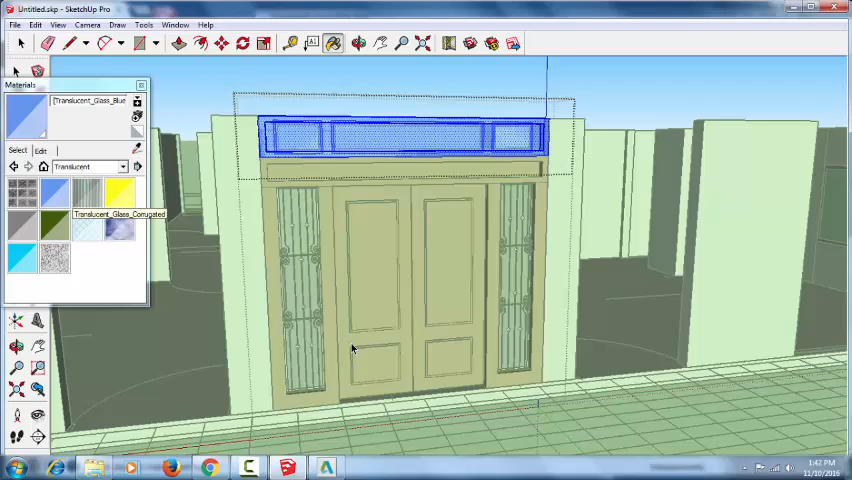 Untitled.skp - SketchUp Pro
File Edit View Camera Draw Tools Window Help
Materials
[Translucent_Glass_Blue
Select Edit
Translucent
Translucent_Glass_Corrugated
1:42 PM
11/10/2016